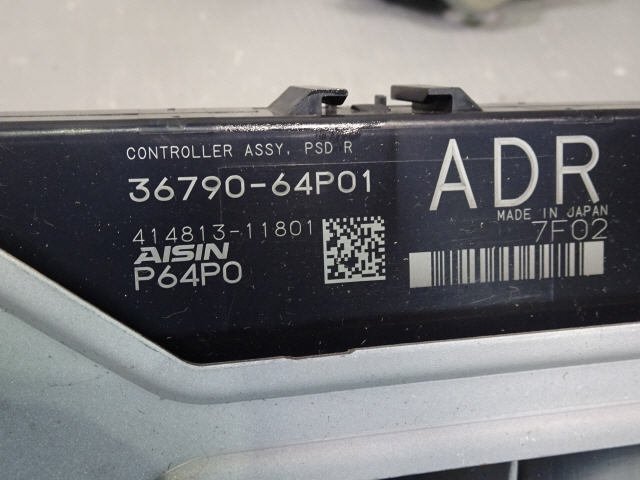 CONTROLLER ASSY, PSD R
36790-64P01
414813-11801
AISIN
P64P0
ADR
MADE IN JAPAN
7F02